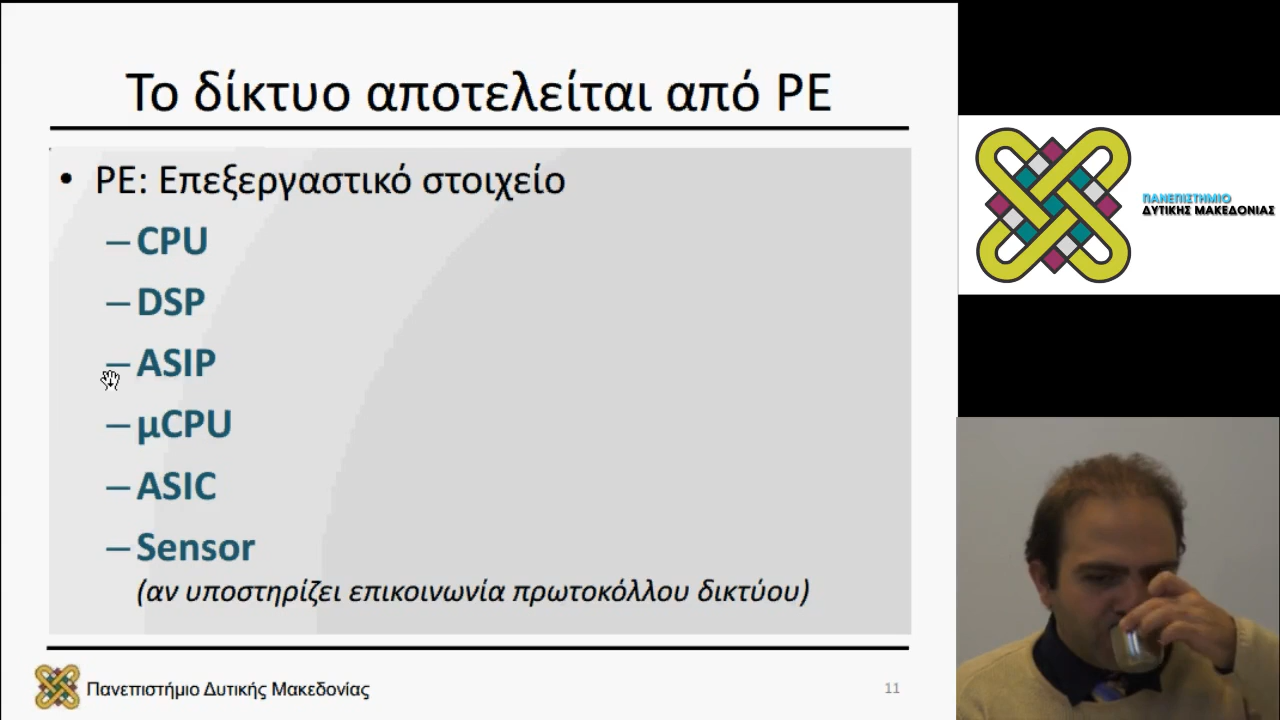 Το δίκτυο αποτελείται από PE
• PE: Επεξεργαστικό στοιχείο
– CPU
– DSP
– ASIP
– μCPU
– ASIC
– Sensor
(αν υποστηρίζει επικοινωνία πρωτοκόλλου δικτύου)
Πανεπιστήμιο Δυτικής Μακεδονίας
11
ΠΑΝΕΠΙΣΤΗΜΙΟ
ΔΥΤΙΚΗΣ ΜΑΚΕΔΟΝΙΑΣ